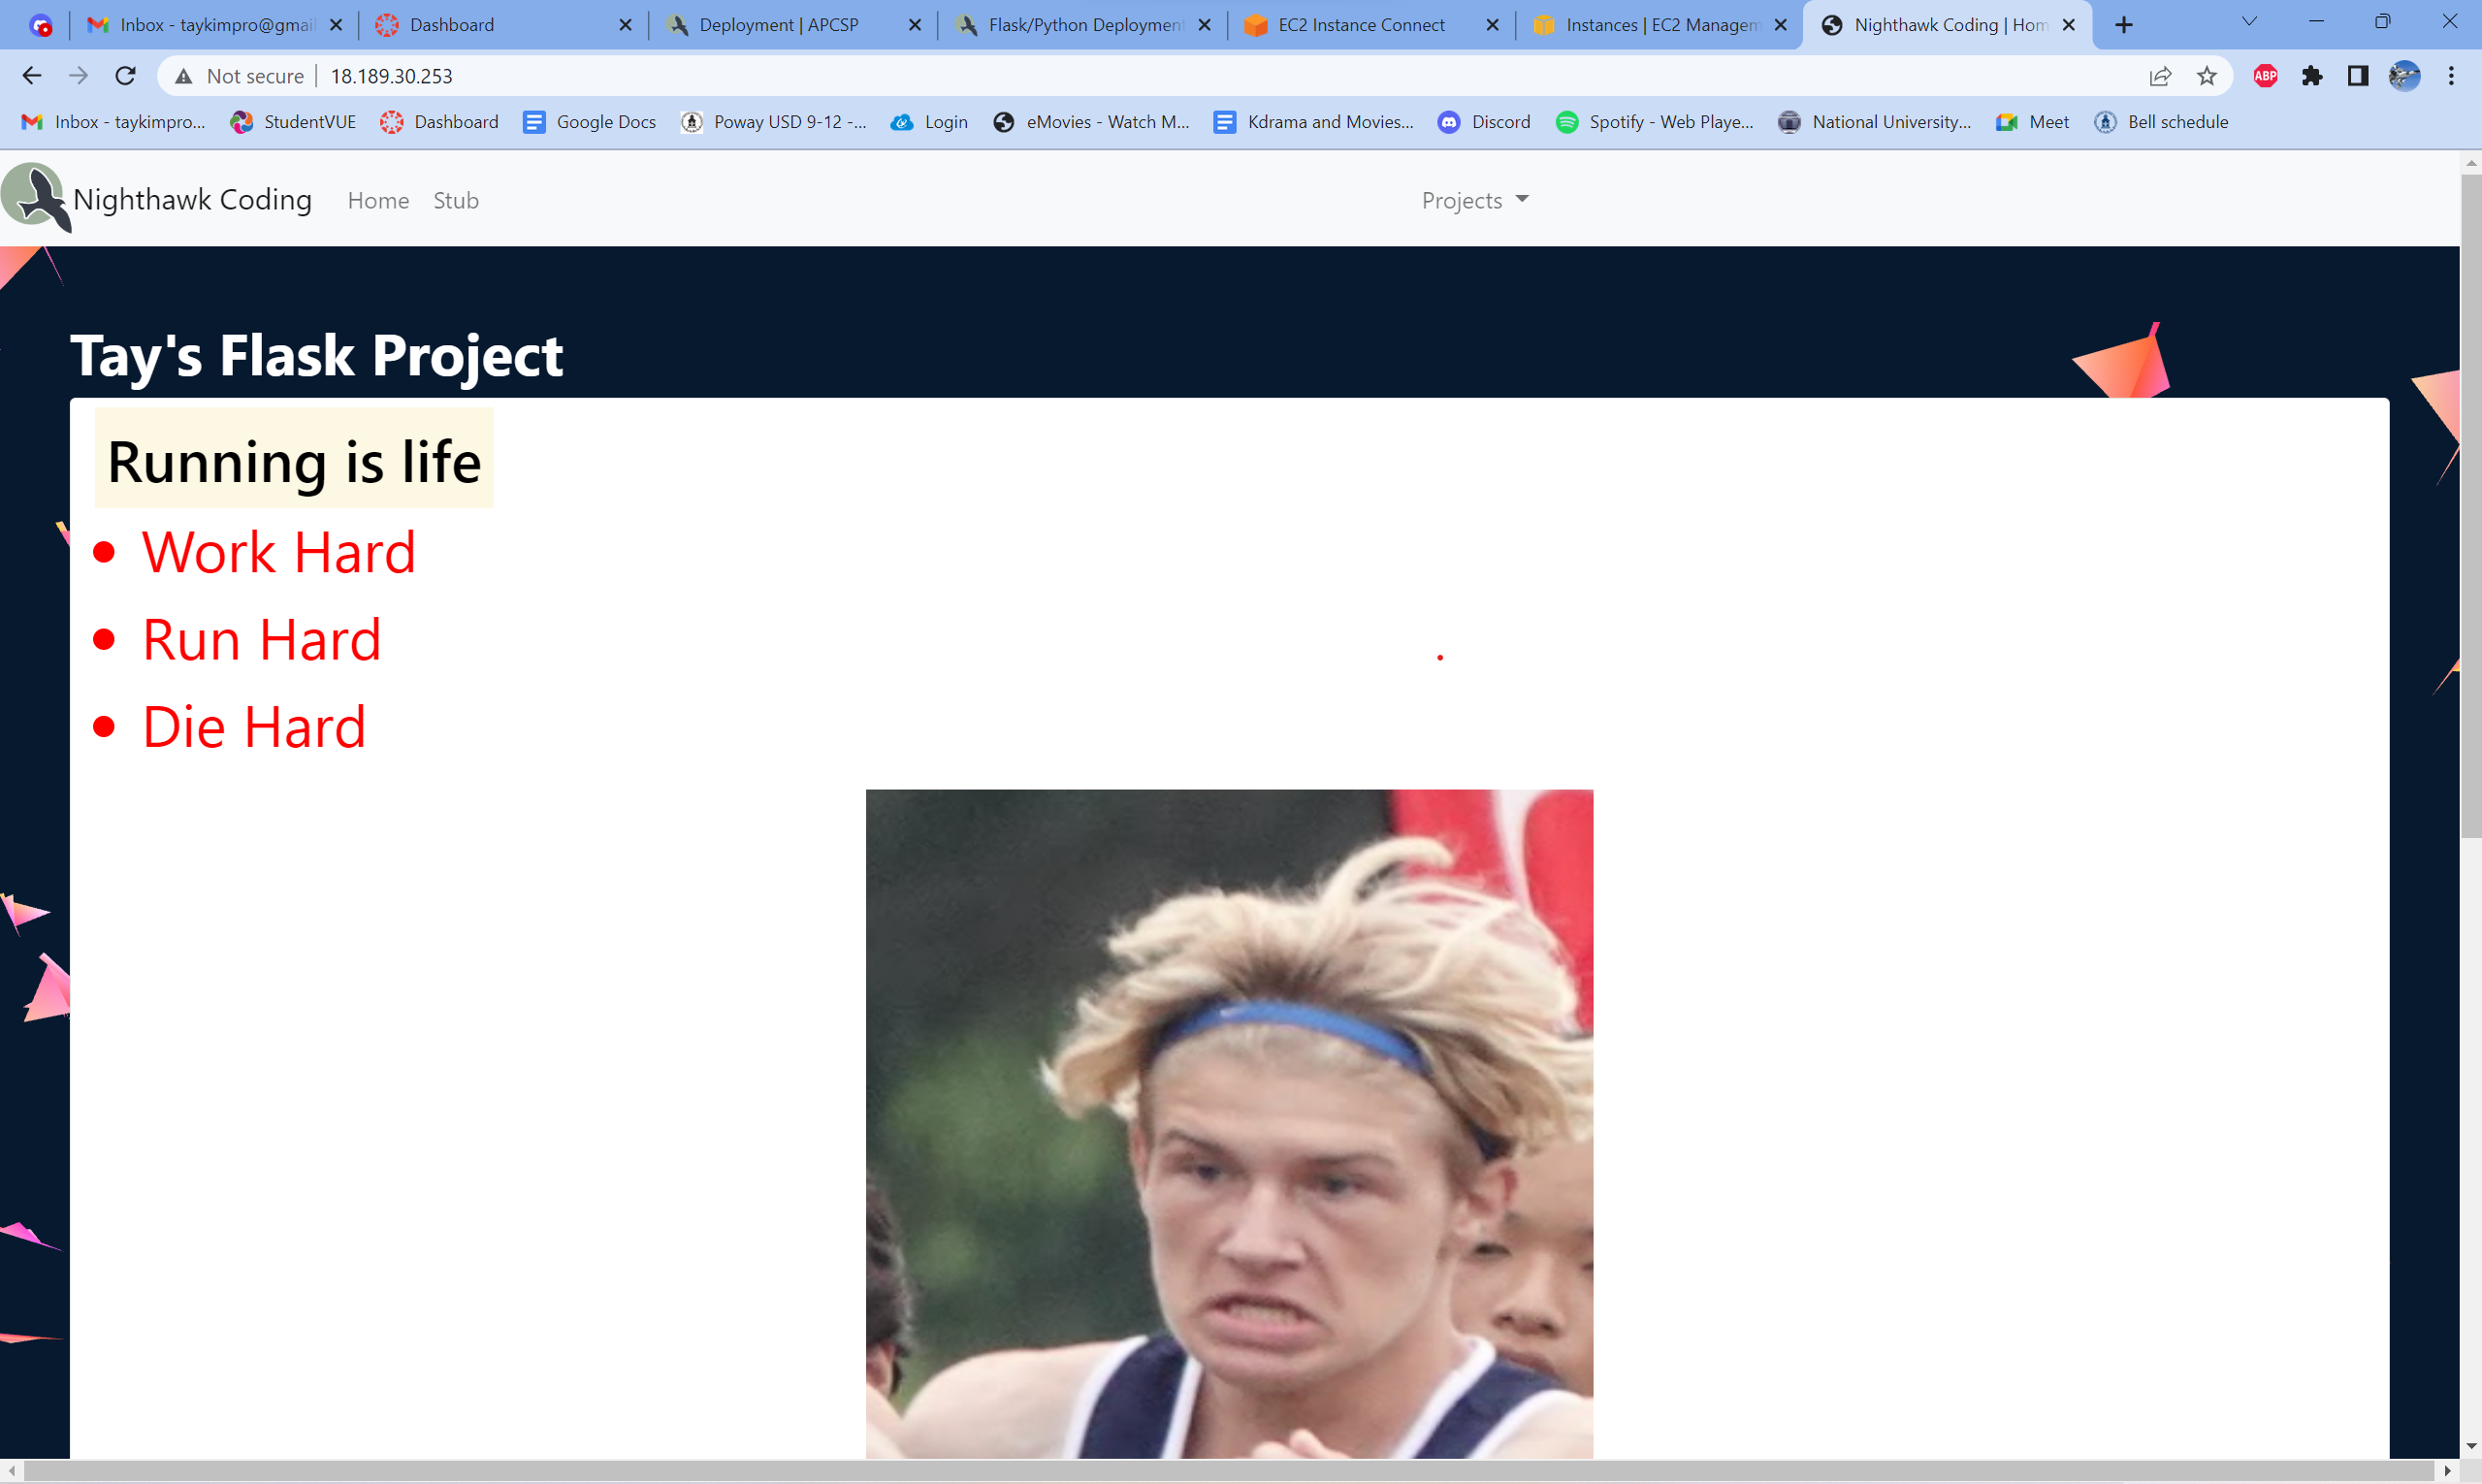 Inbox - taykimpro@gmail
Dashboard
Deployment | APCSP
Flask/Python Deployment
EC2 Instance Connect
Instances | EC2 Managem
Nighthawk Coding | Hom
Not secure
18.189.30.253
ABP
Inbox - taykimpro...
StudentVUE
Dashboard
Google Docs
Poway USD 9-12 -...
Login
eMovies - Watch M...
Kdrama and Movies...
Discord
Spotify - Web Playe...
National University...
Meet
Bell schedule
Nighthawk Coding
Home
Stub
Projects
Tay's Flask Project
Running is life
• Work Hard
• Run Hard
• Die Hard